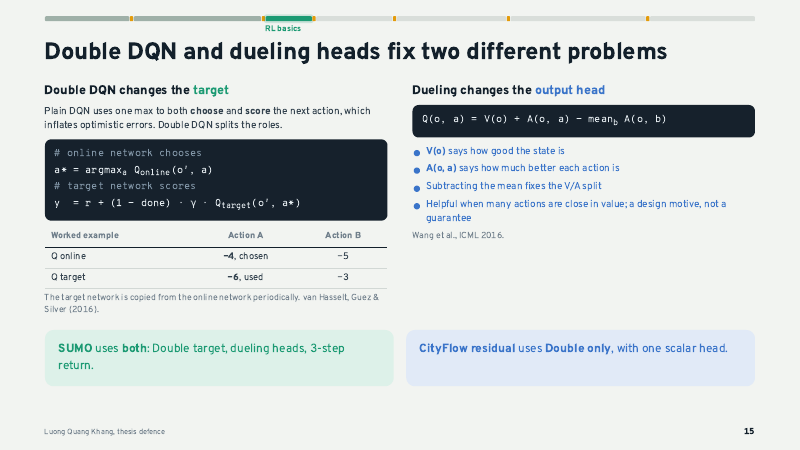 RL basics
Double DQN and dueling heads fix two different problems
Double DQN changes the target
Plain DQN uses one max to both choose and score the next action, which
inflates optimistic errors. Double DQN splits the roles.
# online network chooses
a* = argmaxₐ Q_online(o′, a)
# target network scores
y = r + (1 − done) · γ · Q_target(o′, a*)
Worked example Action A Action B
Q online −4, chosen −5
Q target −6, used −3
The target network is copied from the online network periodically. van Hasselt, Guez &
Silver (2016).
Dueling changes the output head
Q(o, a) = V(o) + A(o, a) − mean_b A(o, b)
V(o) says how good the state is
A(o, a) says how much better each action is
Subtracting the mean fixes the V/A split
Helpful when many actions are close in value; a design motive, not a
guarantee
Wang et al., ICML 2016.
SUMO uses both: Double target, dueling heads, 3-step
return.
CityFlow residual uses Double only, with one scalar head.
Luong Quang Khang, thesis defence
15